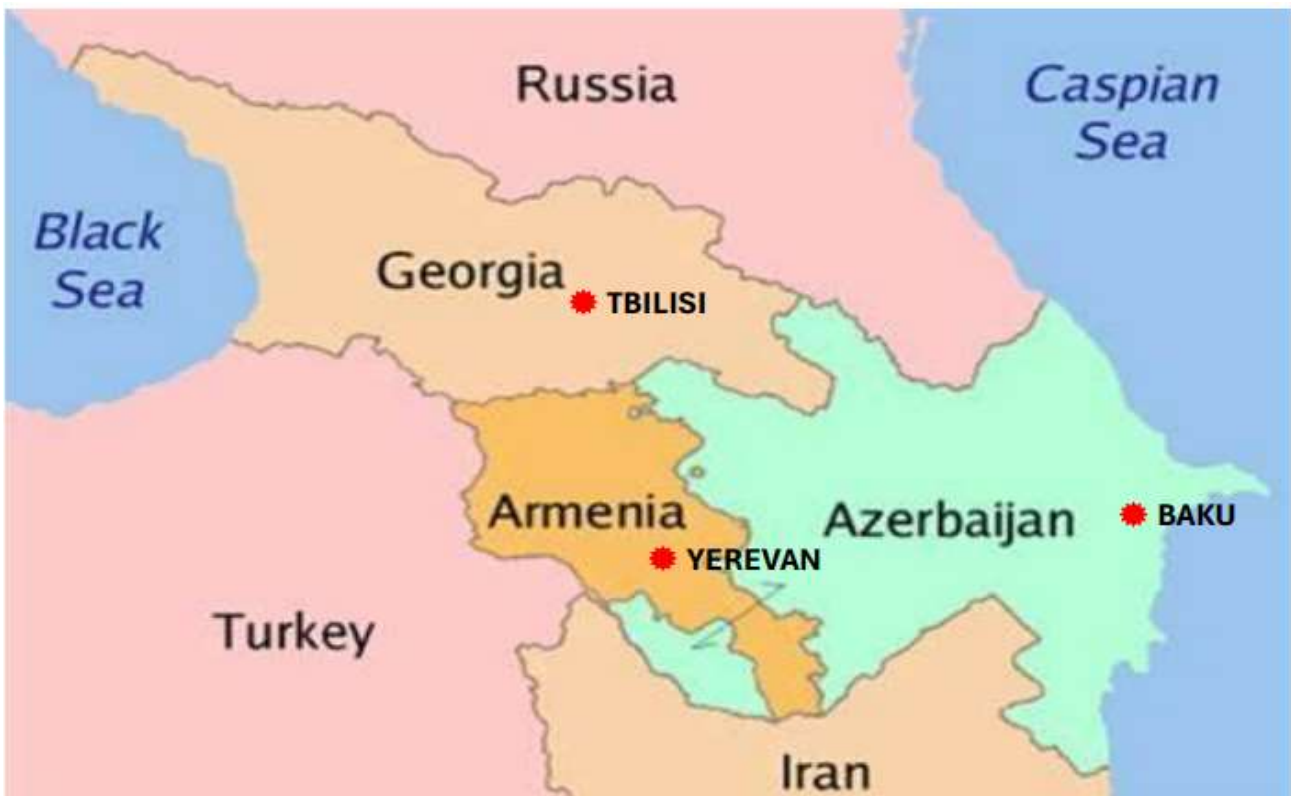 Russia
Caspian
Sea
Black
Sea
Georgia
TBILISI
Armenia
Azerbaijan
BAKU
YEREVAN
Turkey
Iran